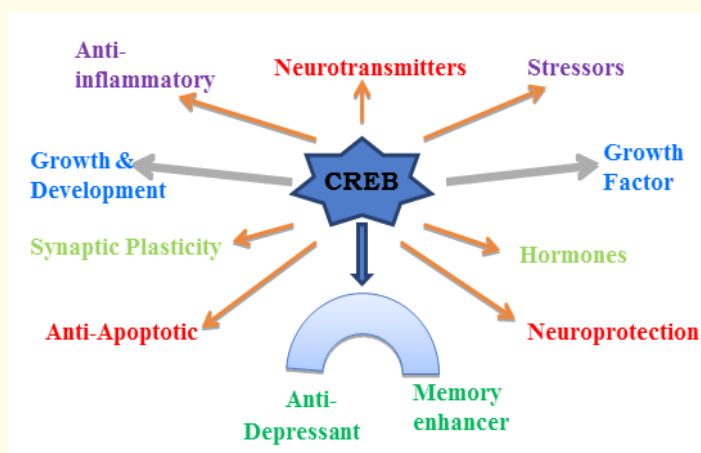 Anti-
inflammatory
Neurotransmitters
Stressors
Growth &
Development
CREB
Growth
Factor
Synaptic Plasticity
Hormones
Anti-Apoptotic
Neuroprotection
Anti-
Depressant
Memory
enhancer